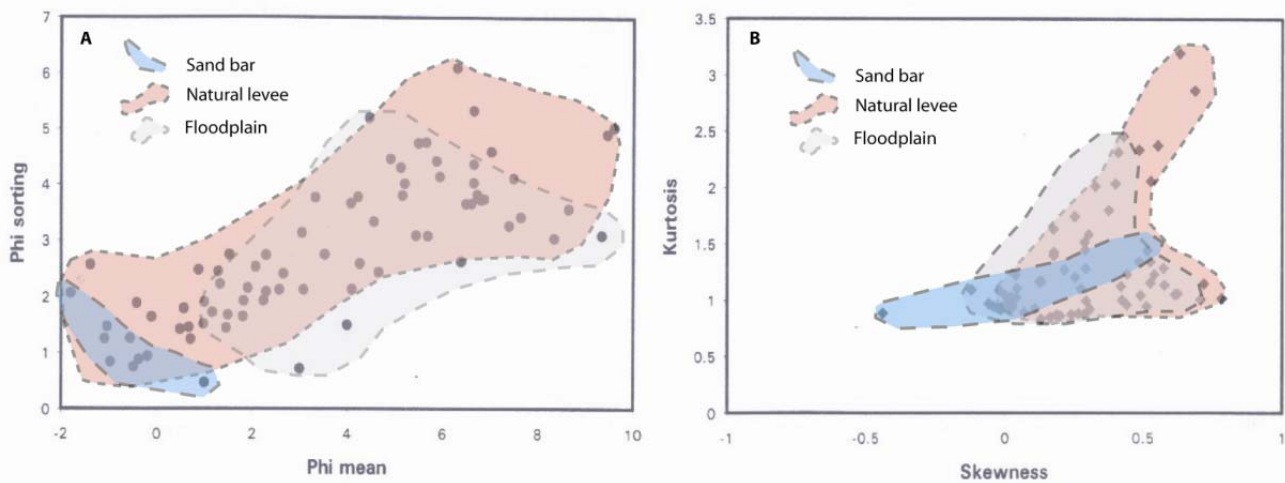 A
Sand bar
Natural levee
Floodplain
Phi sorting
7
6
5
4
3
2
1
0
-2
0
2
4
6
8
10
Phi mean
B
Sand bar
Natural levee
Floodplain
Kurtosis
3.5
3
2.5
2
1.5
1
0.5
0
-1
-0.5
0
0.5
1
Skewness